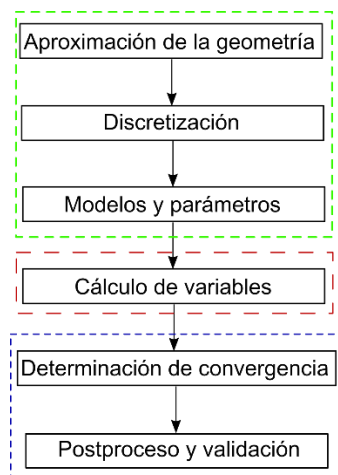 Aproximación de la geometría
Discretización
Modelos y parámetros
Cálculo de variables
Determinación de convergencia
Postproceso y validación